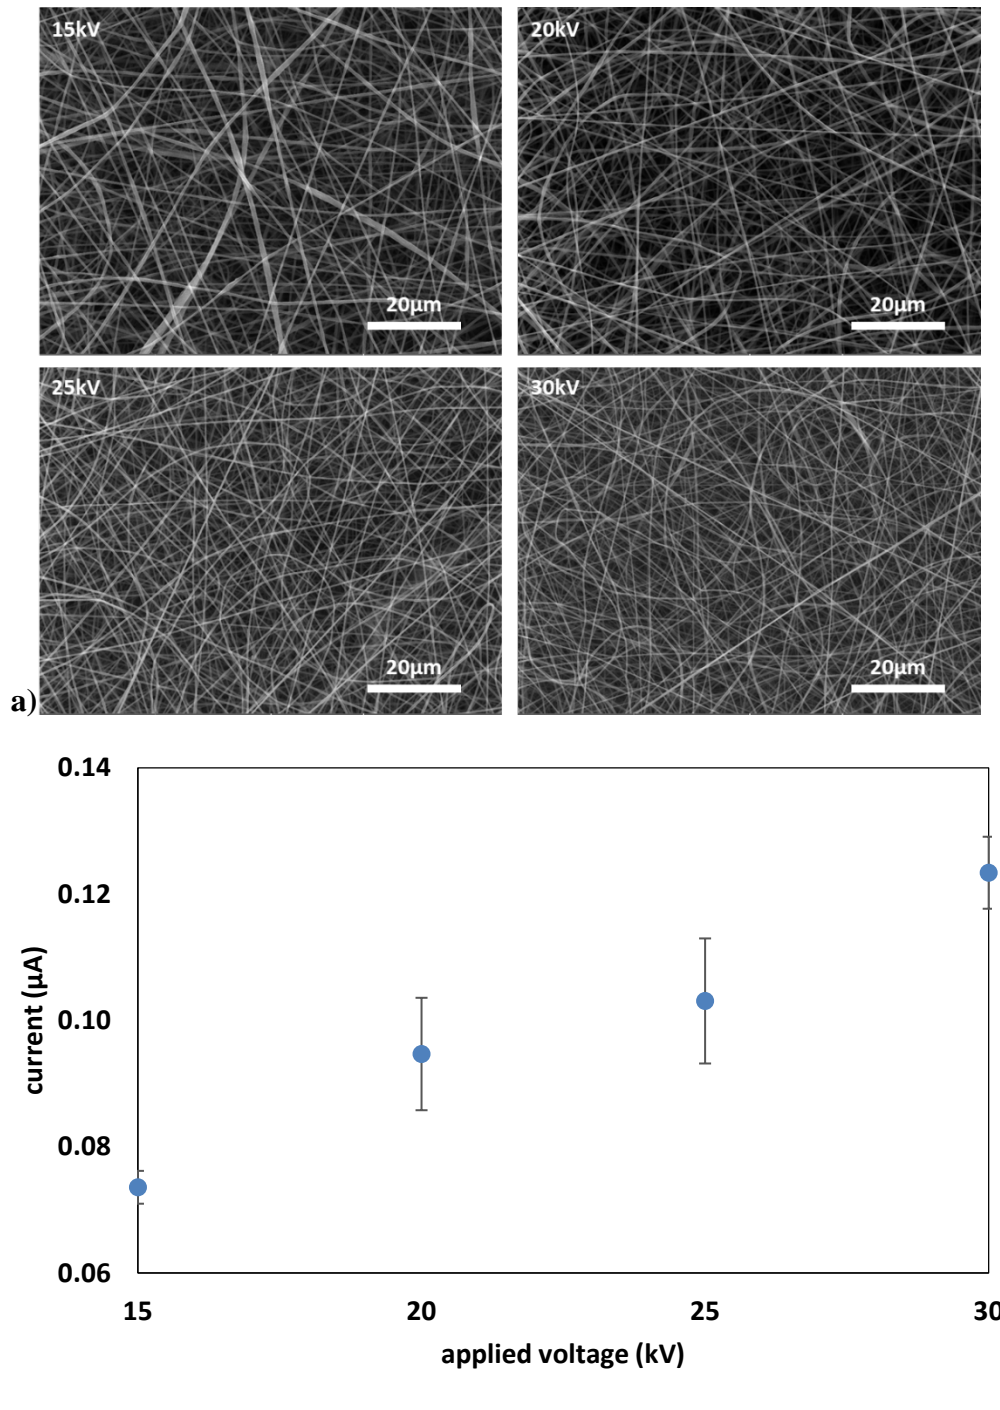 15kV
20kV
20µm
20µm
25kV
30kV
20µm
20µm
a)
0.14
0.12
0.10
0.08
0.06
current (µA)
15
20
25
30
applied voltage (kV)